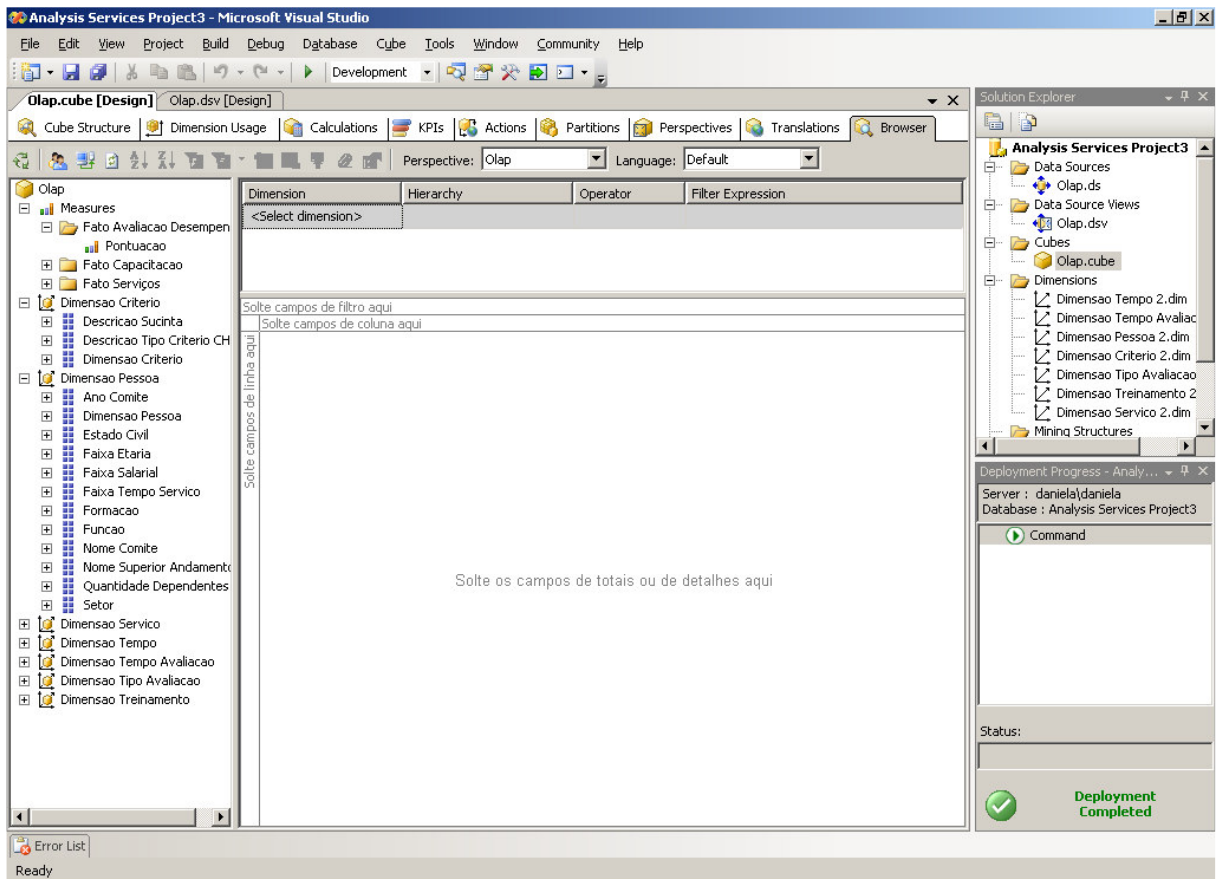 Analysis Services Project3 - Microsoft Visual Studio
File Edit View Project Build Debug Database Cube Tools Window Community Help
Development
Olap.cube [Design] Olap.dsv [Design]
Cube Structure Dimension Usage Calculations KPIs Actions Partitions Perspectives Translations Browser
Perspective: Olap Language: Default
Olap
Measures
Fato Avaliacao Desempen
Pontuacao
Fato Capacitacao
Fato Serviços
Dimensao Criterio
Descricao Sucinta
Descricao Tipo Criterio CH
Dimensao Criterio
Dimensao Pessoa
Ano Comite
Dimensao Pessoa
Estado Civil
Faixa Etaria
Faixa Salarial
Faixa Tempo Servico
Formacao
Funcao
Nome Comite
Nome Superior Andamento
Quantidade Dependentes
Setor
Dimensao Servico
Dimensao Tempo
Dimensao Tempo Avaliacao
Dimensao Tipo Avaliacao
Dimensao Treinamento
Dimension Hierarchy Operator Filter Expression
<Select dimension>
Solte campos de filtro aqui
Solte campos de coluna aqui
Solte campos de linha aqui
Solte os campos de totais ou de detalhes aqui
Solution Explorer
Analysis Services Project3
Data Sources
Olap.ds
Data Source Views
Olap.dsv
Cubes
Olap.cube
Dimensions
Dimensao Tempo 2.dim
Dimensao Tempo Avaliac
Dimensao Pessoa 2.dim
Dimensao Criterio 2.dim
Dimensao Tipo Avaliacao
Dimensao Treinamento 2
Dimensao Servico 2.dim
Mining Structures
Deployment Progress - Analy...
Server : daniela\daniela
Database : Analysis Services Project3
Command
Status:
Deployment
Completed
Error List
Ready